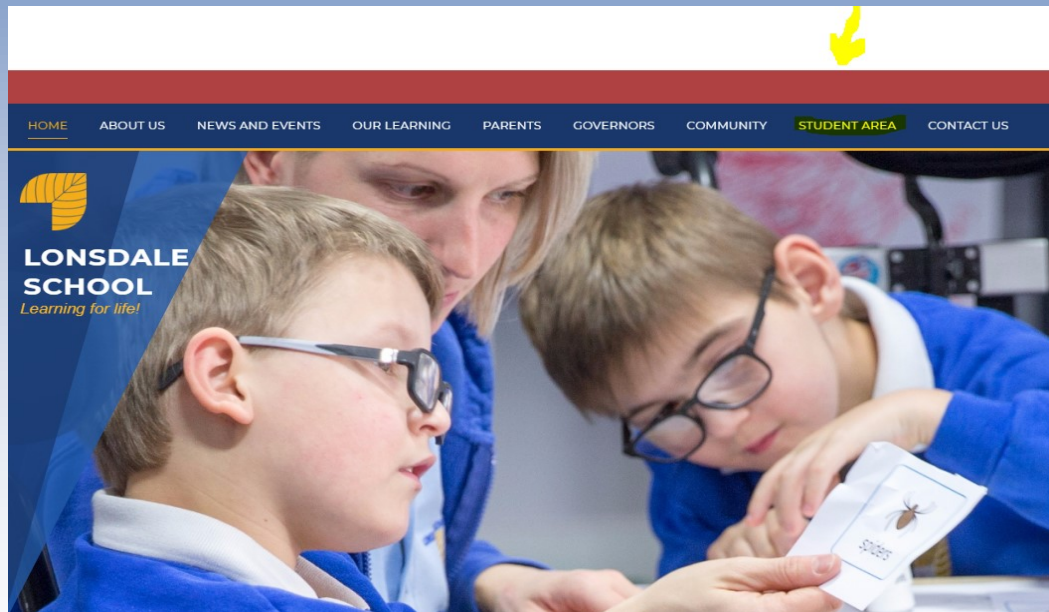 HOME ABOUT US NEWS AND EVENTS OUR LEARNING PARENTS GOVERNORS COMMUNITY STUDENT AREA CONTACT US
LONSDALE
SCHOOL
Learning for life!
spiders